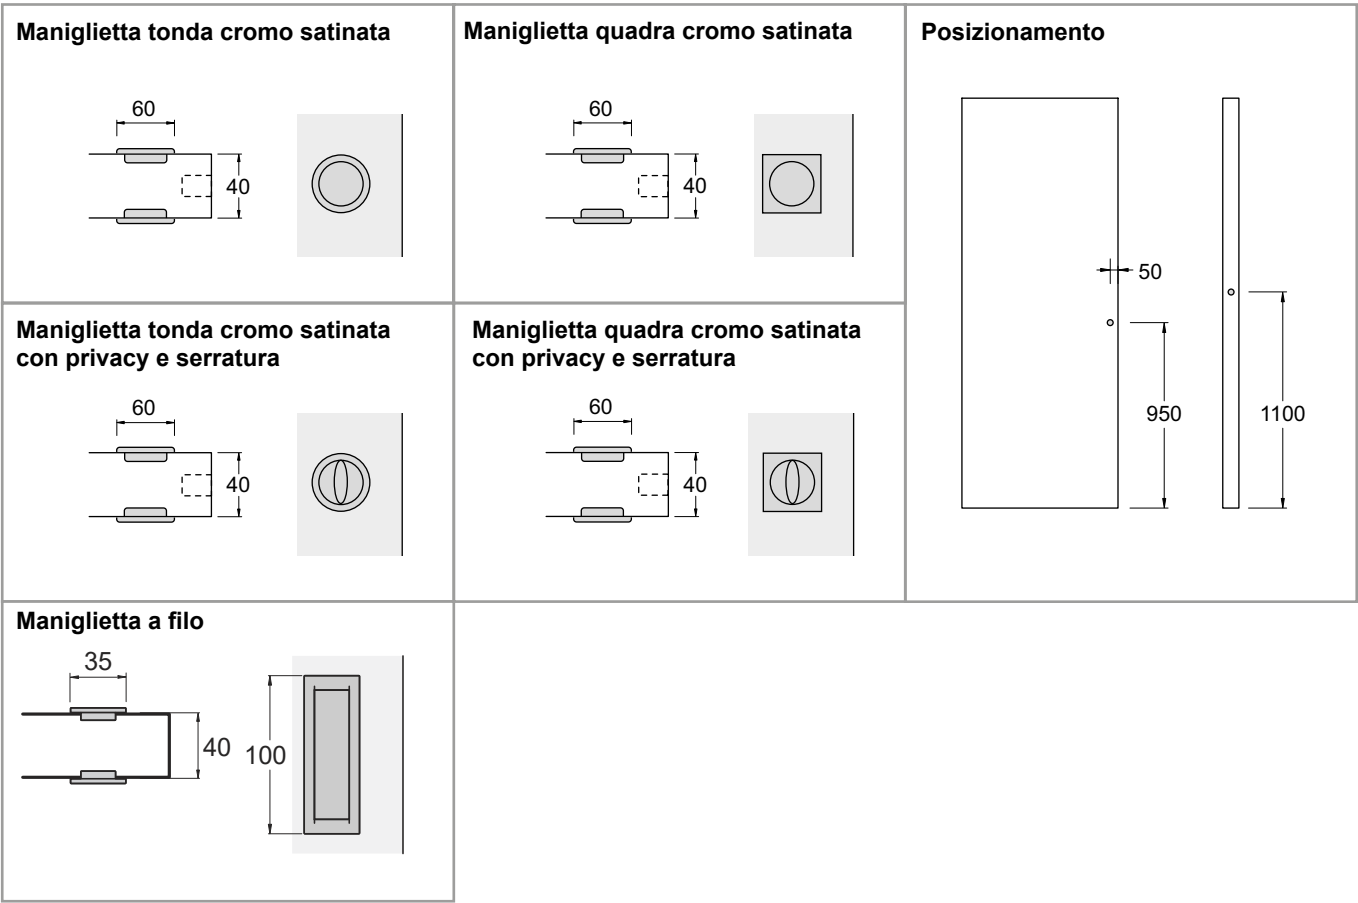 Maniglietta tonda cromo satinata
60
40
Maniglietta quadra cromo satinata
60
40
Posizionamento
50
950
1100
Maniglietta tonda cromo satinata
con privacy e serratura
60
40
Maniglietta quadra cromo satinata
con privacy e serratura
60
40
Maniglietta a filo
35
40
100